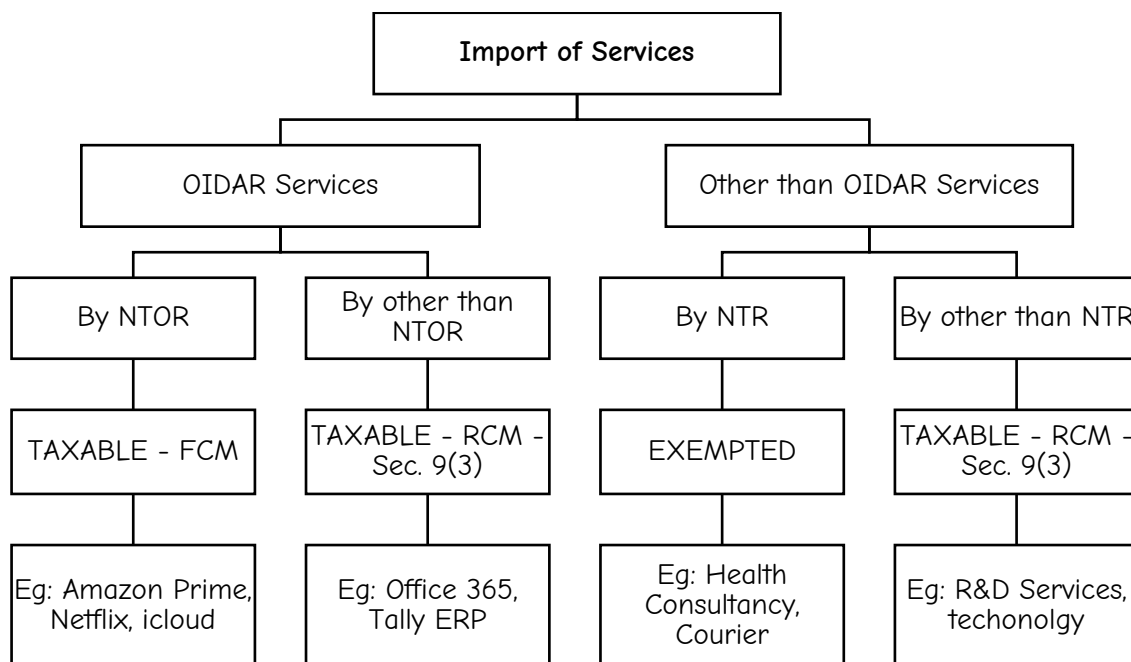 Import of Services
OIDAR Services
Other than OIDAR Services
By NTOR
By other than
NTOR
By NTR
By other than NTR
TAXABLE - FCM
TAXABLE - RCM -
Sec. 9(3)
EXEMPTED
TAXABLE - RCM -
Sec. 9(3)
Eg: Amazon Prime,
Netflix, icloud
Eg: Office 365,
Tally ERP
Eg: Health
Consultancy,
Courier
Eg: R&D Services,
techonolgy